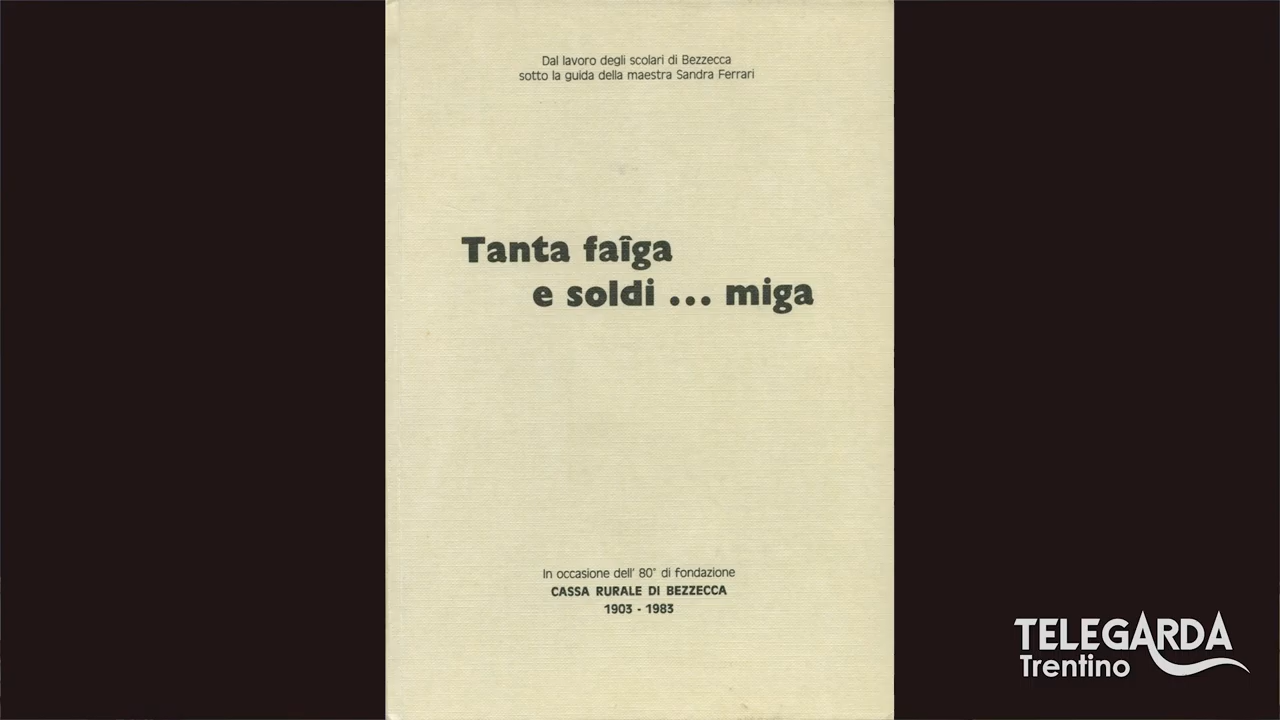 Dal lavoro degli scolari di Bezzecca
sotto la guida della maestra Sandra Ferrari
Tanta faîga
e soldi ... miga
In occasione dell' 80° di fondazione
CASSA RURALE DI BEZZECCA
1903 - 1983
TELEGARDA
Trentino